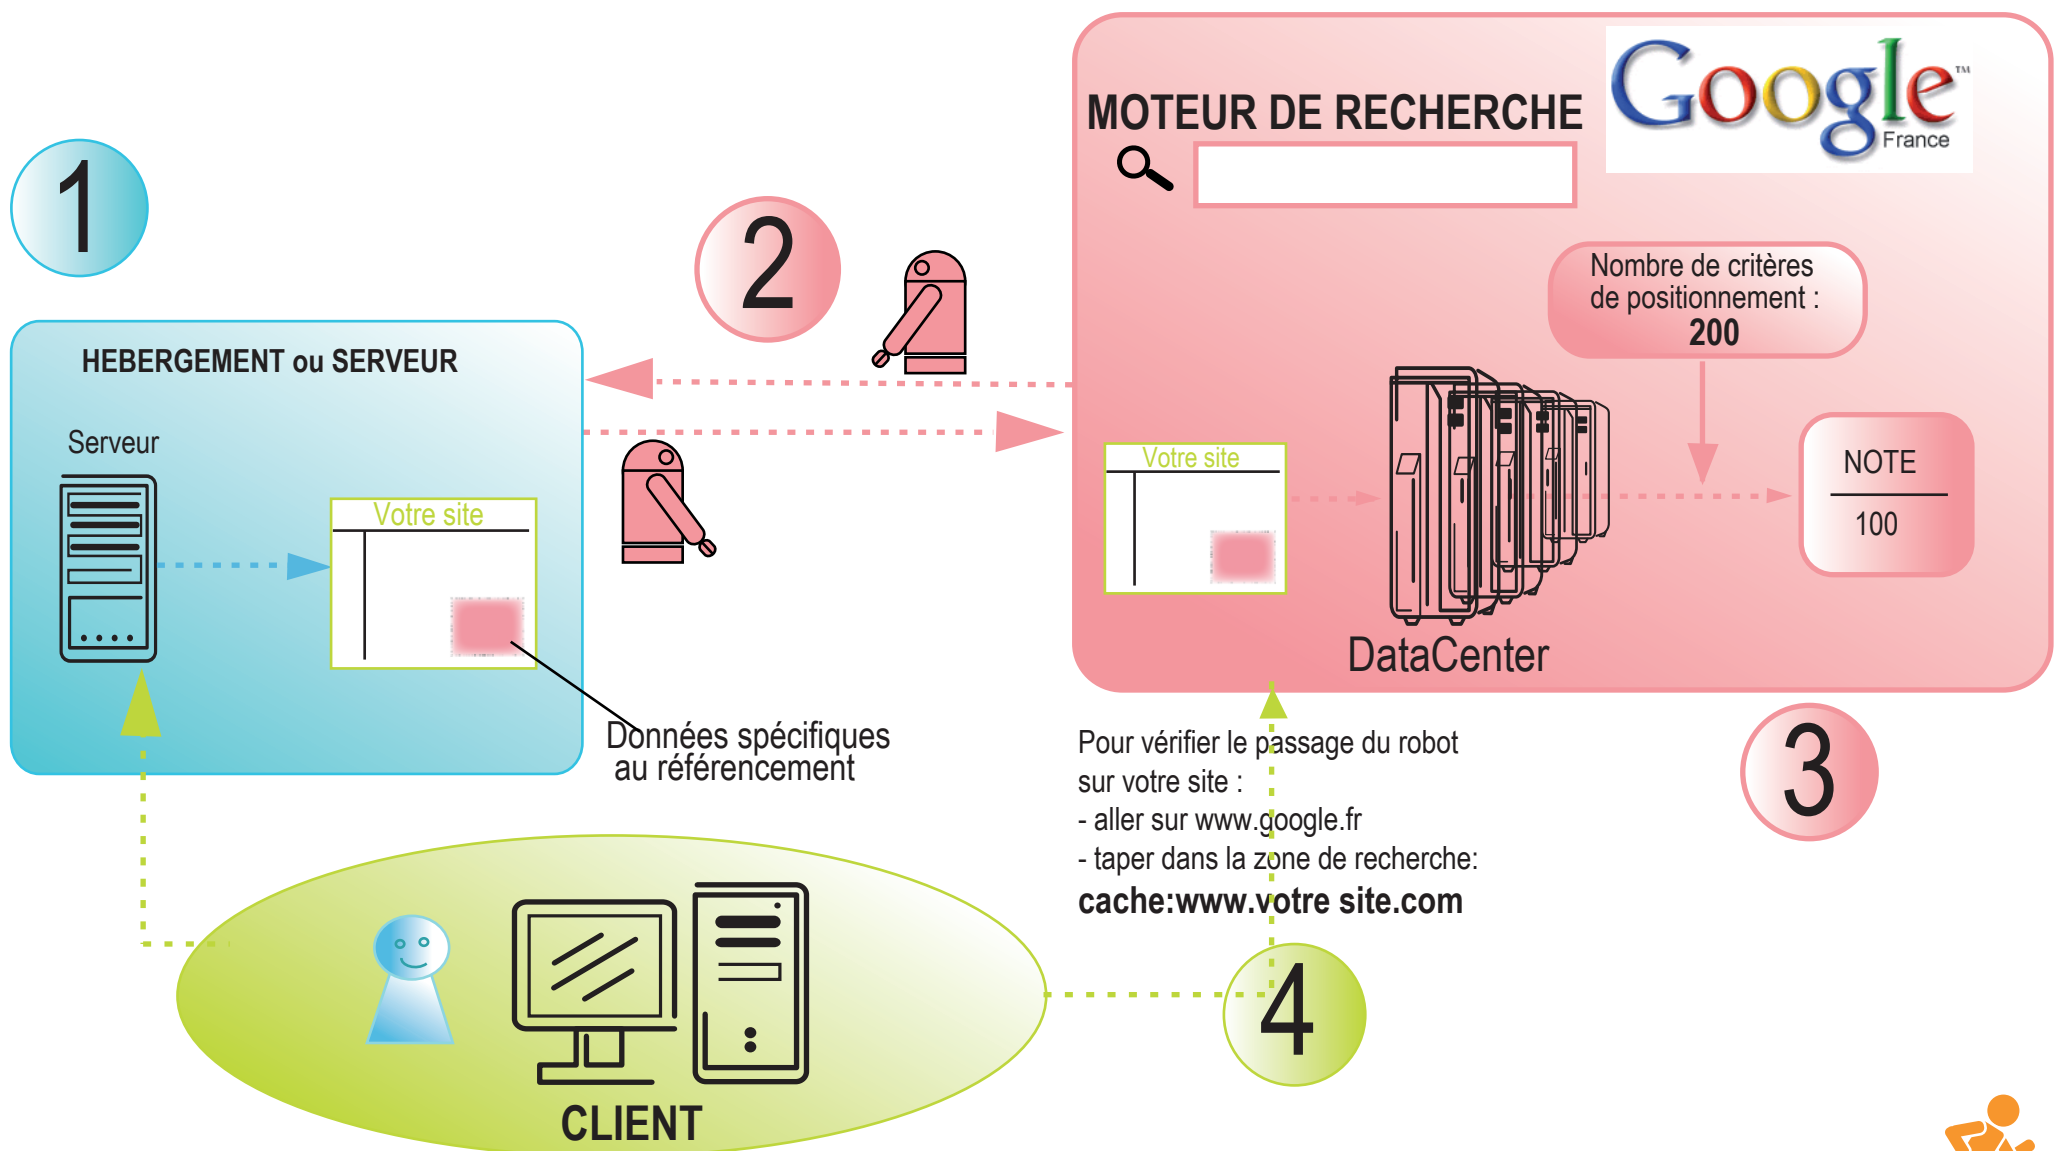 1
HEBERGEMENT ou SERVEUR
Serveur
Votre site
Données spécifiques
au référencement
2
MOTEUR DE RECHERCHE
Google™
France
Nombre de critères
de positionnement :
200
Votre site
DataCenter
NOTE
100
3
Pour vérifier le passage du robot
sur votre site :
- aller sur www.google.fr
- taper dans la zone de recherche:
cache:www.votre site.com
4
CLIENT